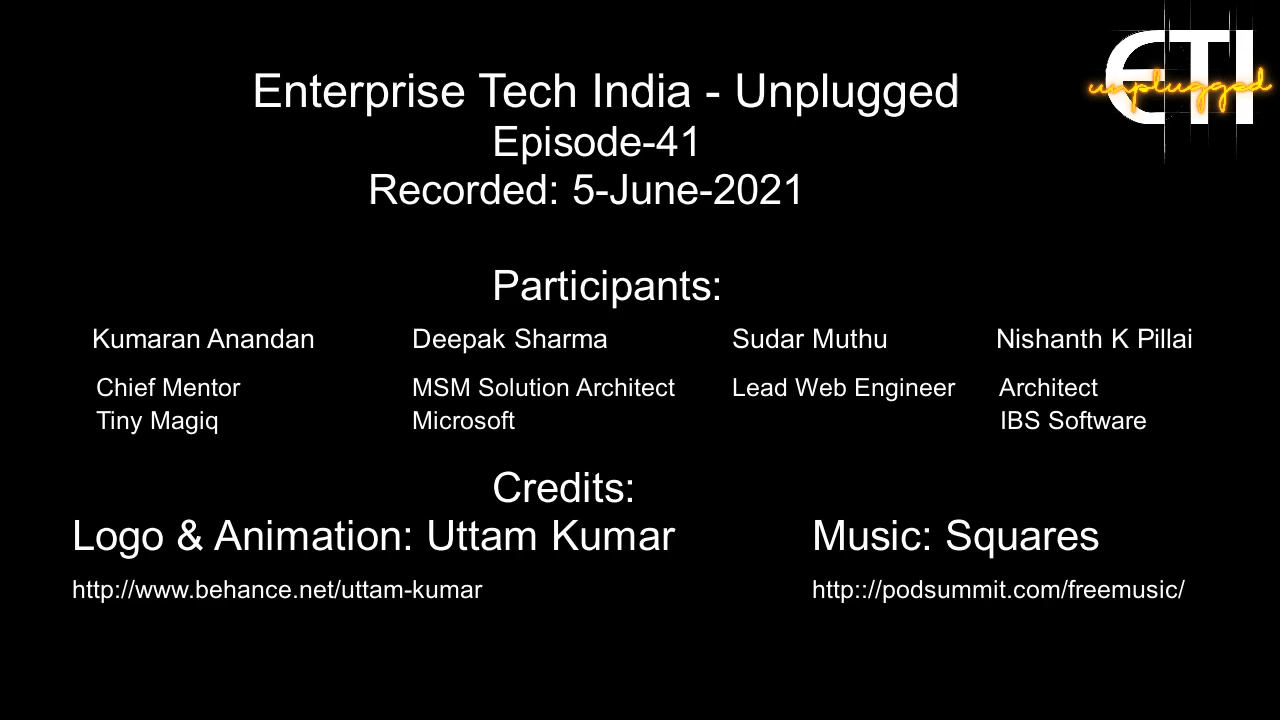 ETI
unplugged
Enterprise Tech India - Unplugged
Episode-41
Recorded: 5-June-2021
Participants:
Kumaran Anandan Deepak Sharma Sudar Muthu Nishanth K Pillai
Chief Mentor MSM Solution Architect Lead Web Engineer Architect
Tiny Magiq Microsoft IBS Software
Credits:
Logo & Animation: Uttam Kumar Music: Squares
http://www.behance.net/uttam-kumar http:://podsummit.com/freemusic/